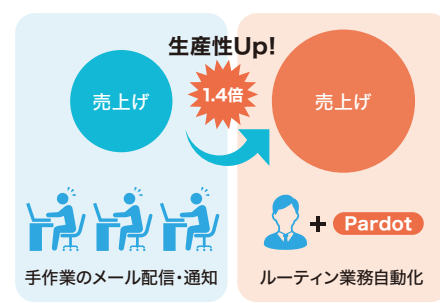 生産性Up!
1.4倍
売上げ
売上げ
+ Pardot
手作業のメール配信・通知
ルーティン業務自動化